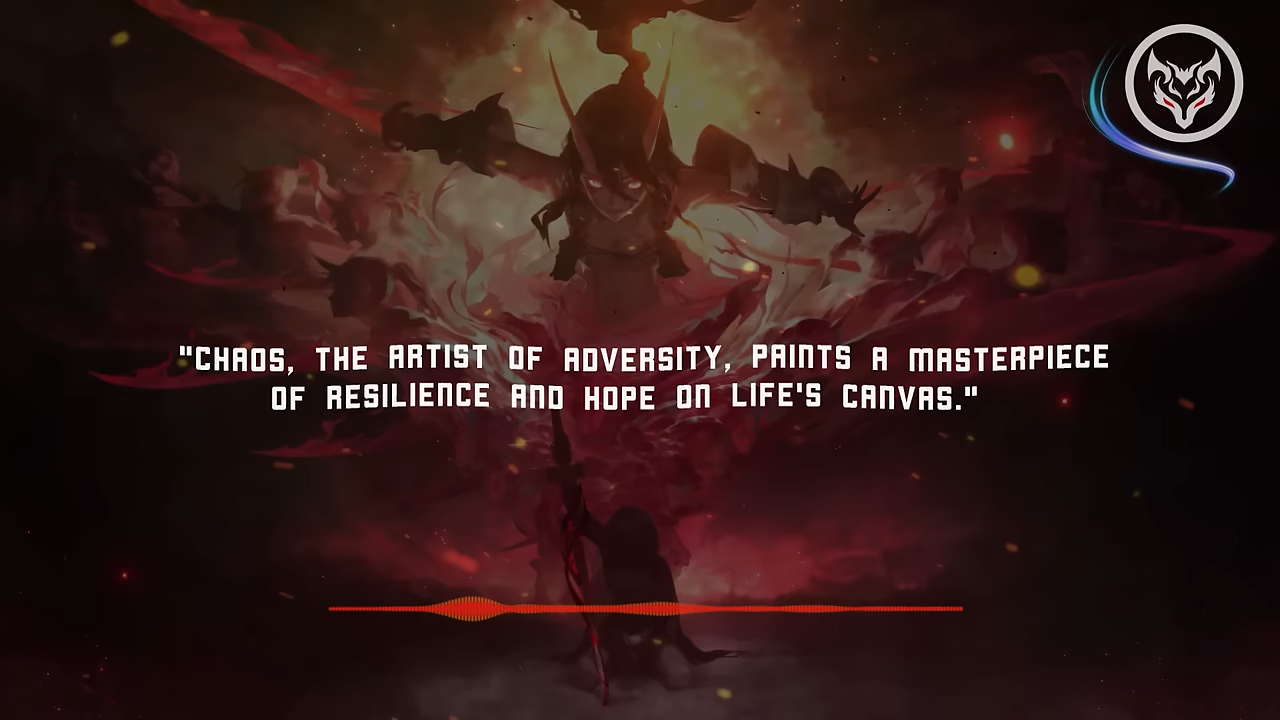 "CHAOS, THE ARTIST OF ADVERSITY, PAINTS A MASTERPIECE
OF RESILIENCE AND HOPE ON LIFE'S CANVAS."